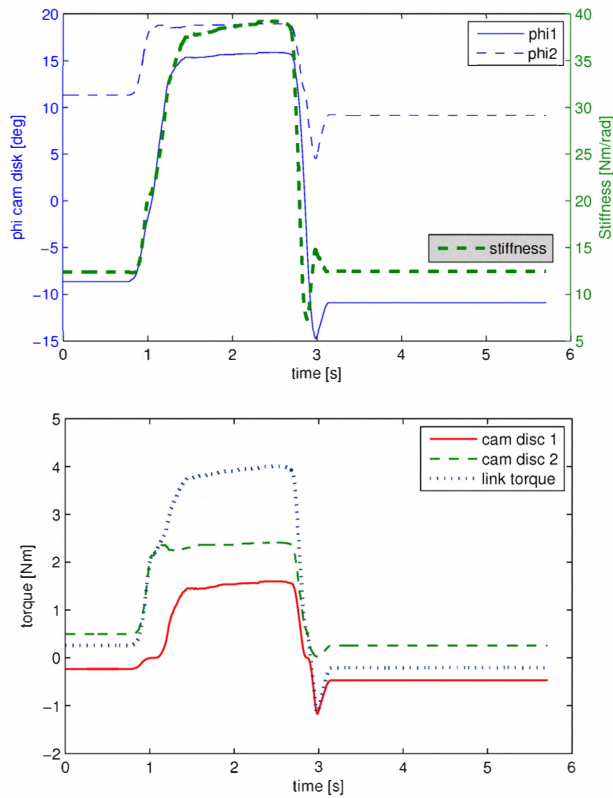 20
15
10
5
0
−5
−10
−15
phi cam disk [deg]
40
35
30
25
20
15
10
5
Stiffness [Nm/rad]
phi1
phi2
stiffness
0 1 2 3 4 5 6
time [s]
5
4
3
2
1
0
−1
−2
torque [Nm]
cam disc 1
cam disc 2
link torque
0 1 2 3 4 5 6
time [s]